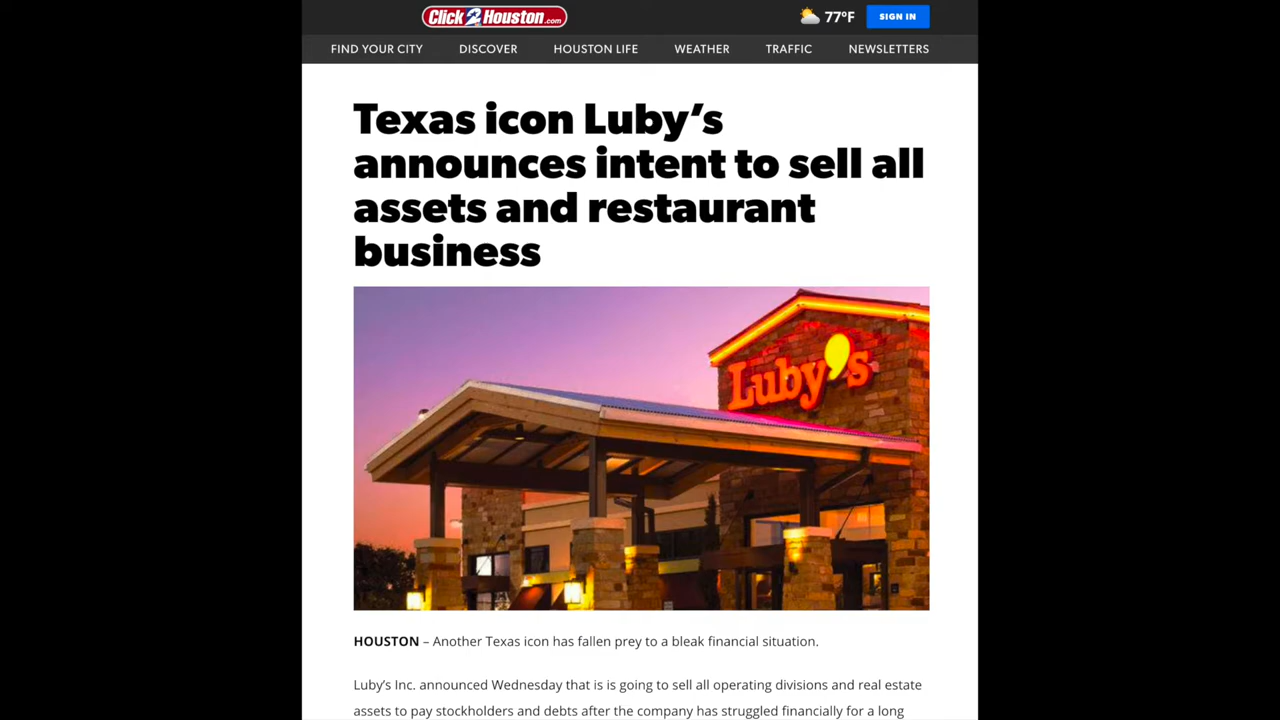 Click2Houston.com
77°F
SIGN IN
FIND YOUR CITY DISCOVER HOUSTON LIFE WEATHER TRAFFIC NEWSLETTERS
Texas icon Luby’s
announces intent to sell all
assets and restaurant
business
Luby's
HOUSTON – Another Texas icon has fallen prey to a bleak financial situation.
Luby’s Inc. announced Wednesday that is is going to sell all operating divisions and real estate
assets to pay stockholders and debts after the company has struggled financially for a long